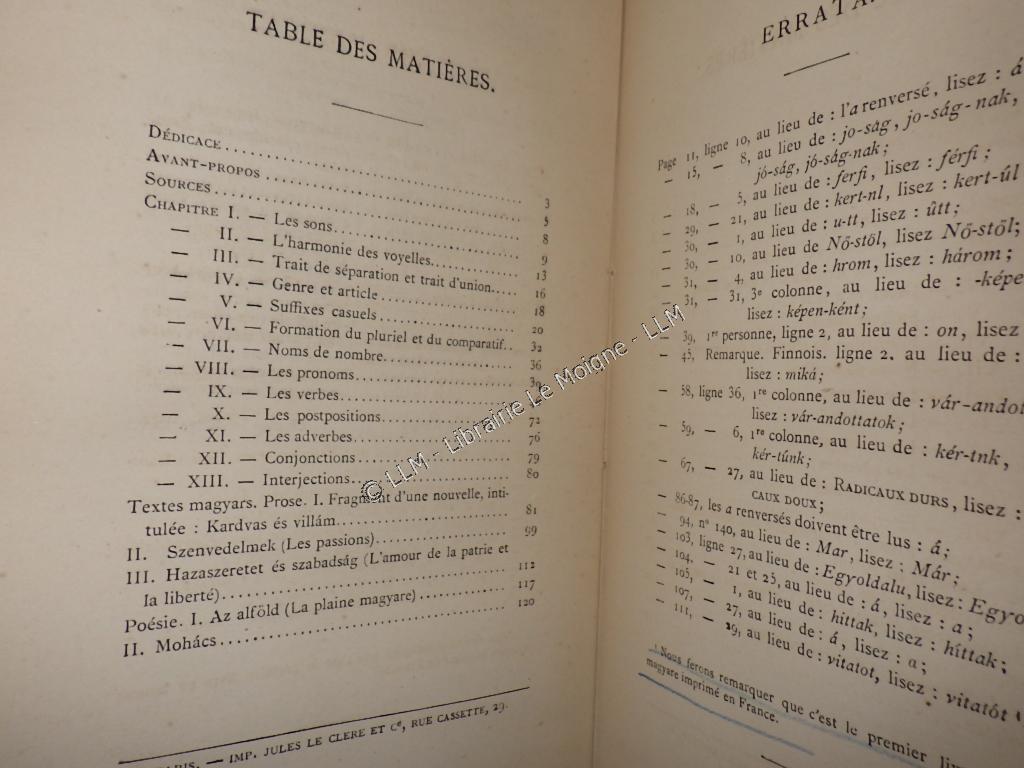 TABLE DES MATIÈRES.
DÉDICACE........ 3
AVANT-PROPOS........ 5
SOURCES........ 8
CHAPITRE I. — Les sons........ 9
— II. — L'harmonie des voyelles........ 13
— III. — Trait de séparation et trait d'union..... 16
— IV. — Genre et article........ 18
— V. — Suffixes casuels........ 20
— VI. — Formation du pluriel et du comparatif.. 32
— VII. — Noms de nombre........ 36
— VIII. — Les pronoms........ 39
— IX. — Les verbes........
— X. — Les postpositions........ 72
— XI. — Les adverbes........ 76
— XII. — Conjonctions........ 79
— XIII. — Interjections........ 80
Textes magyars. Prose. I. Fragment d'une nouvelle, inti-
tulée : Kardvas és villám........ 81
II. Szenvedelmek (Les passions)........ 99
III. Hazaszeretet és szabadság (L'amour de la patrie et
la liberté)........ 112
Poésie. I. Az alföld (La plaine magyare)........ 117
II. Mohács........ 120
PARIS. — IMP. JULES LE CLERE ET Cᵉ, RUE CASSETTE, 29.
ERRATA.
Page 11, ligne 10, au lieu de : l'a renversé, lisez : á
— 15, — 8, au lieu de : jo-ság, jo-ság-nak,
jó-ság, jó-ság-nak ;
— 18, — 5, au lieu de : ferfi, lisez : férfi ;
— 29, — 21, au lieu de : kert-nl, lisez : kert-úl
— 30, — 1, au lieu de : u-tt, lisez : ûtt ;
— 30, — 10, au lieu de Nő-stöl, lisez Nő-stől;
— 31, — 4, au lieu de : hrom, lisez : három ;
— 31, — 31, 3ᵉ colonne, au lieu de : -képe
lisez : képen-ként ;
— 39, 1ʳᵉ personne, ligne 2, au lieu de : on, lisez
— 45, Remarque. Finnois. ligne 2. au lieu de :
lisez : miká ;
— 58, ligne 36, 1ʳᵉ colonne, au lieu de : vár-andot
lisez : vár-andottatok ;
— 59, — 6, 1ʳᵉ colonne, au lieu de : kér-tnk,
kér-túnk ;
— 67, — 27, au lieu de : RADICAUX DURS, lisez :
CAUX DOUX ;
— 86-87, les a renversés doivent être lus : á ;
— 94, n° 140, au lieu de : Mar, lisez : Már ;
— 103, ligne 27, au lieu de : Egyoldalu, lisez : Egyo
— 104, — 21 et 25, au lieu de : á, lisez : a ;
— 105, — 1, au lieu de : hittak, lisez : híttak ;
— 107, — 27, au lieu de : á, lisez : a ;
— 111, — 29, au lieu de : vitatot, lisez : vitatót
¹ Nous ferons remarquer que c'est le premier li
magyare imprimé en France.
© LLM - Librairie Le Moigne - LLM